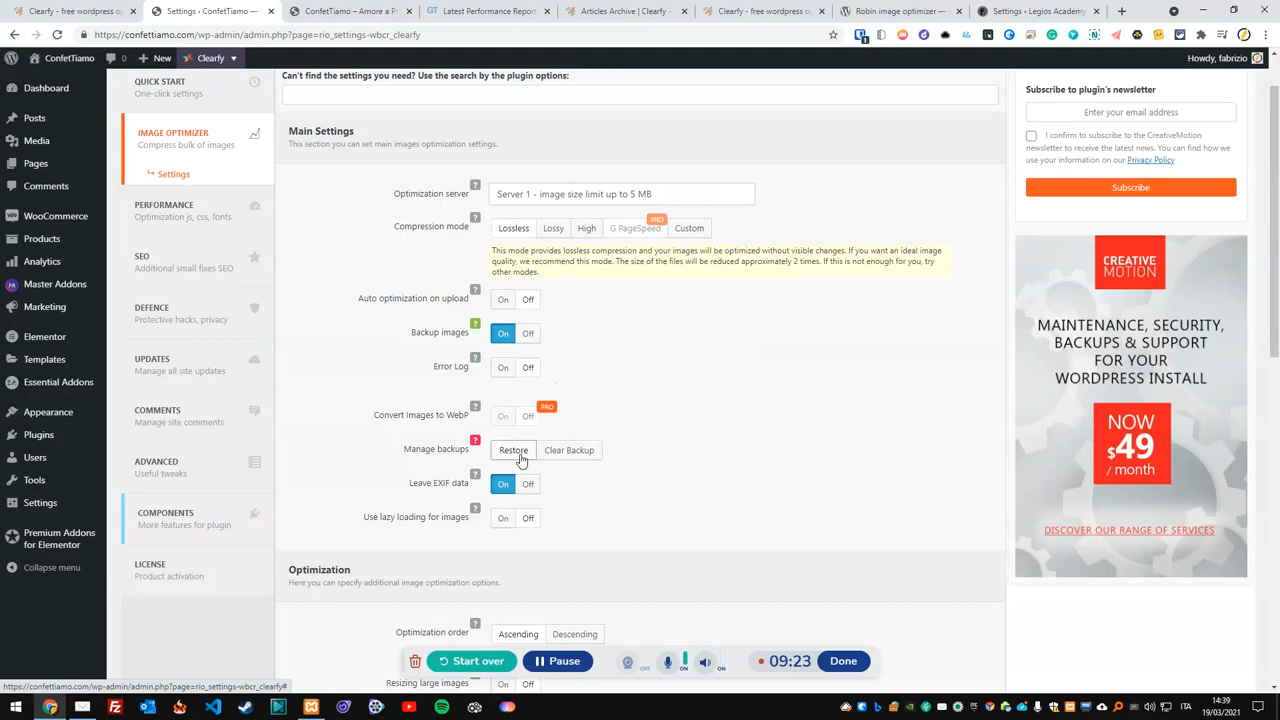 Clearfy - free wordpress op
Settings ‹ Confettiamo —
ConfetTiamo – Amore a P
Latest Performance Report
Articles Archive | Clearfy -
Clearfy - free wordpress op
Robin image optimizer —
Settings ‹ Legios Academy
https://confettiamo.com/wp-admin/admin.php?page=rio_settings-wbcr_clearfy
ConfetTiamo
0
New
Clearfy
Howdy, fabrizio
Dashboard
Posts
Media
Pages
Comments
WooCommerce
Products
Analytics
Master Addons
Marketing
Elementor
Templates
Essential Addons
Appearance
Plugins
Users
Tools
Settings
Premium Addons
for Elementor
Collapse menu
QUICK START
One-click settings
IMAGE OPTIMIZER
Compress bulk of images
Settings
PERFORMANCE
Optimization js, css, fonts
SEO
Additional small fixes SEO
DEFENCE
Protective hacks, privacy
UPDATES
Manage all site updates
COMMENTS
Manage site comments
ADVANCED
Useful tweaks
COMPONENTS
More features for plugin
LICENSE
Product activation
Can't find the settings you need? Use the search by the plugin options:
Main Settings
This section you can set main images optimization settings.
Optimization server ?
Server 1 - image size limit up to 5 MB
Compression mode ?
Lossless Lossy High G PageSpeed PRO Custom
This mode provides lossless compression and your images will be optimized without visible changes. If you want an ideal image
quality, we recommend this mode. The size of the files will be reduced approximately 2 times. If this is not enough for you, try
other modes.
Auto optimization on upload ? On Off
Backup images ? On Off
Error Log ? On Off
Convert Images to WebP ? On Off PRO
Manage backups ? Restore Clear Backup
Leave EXIF data ? On Off
Use lazy loading for images ? On Off
Optimization
Here you can specify additional image optimization options.
Optimization order ? Ascending Descending
Resizing large images On Off
Subscribe to plugin's newsletter
Enter your email address
I confirm to subscribe to the CreativeMotion
newsletter to receive the latest news. You can find how we
use your information on our Privacy Policy
Subscribe
CREATIVE
MOTION
MAINTENANCE, SECURITY,
BACKUPS & SUPPORT
FOR YOUR
WORDPRESS INSTALL
NOW
$49
/ month
DISCOVER OUR RANGE OF SERVICES
Start over
Pause
OFF
ON
ON
09:23
Done
https://confettiamo.com/wp-admin/admin.php?page=rio_settings-wbcr_clearfy#
ITA
14:39
19/03/2021